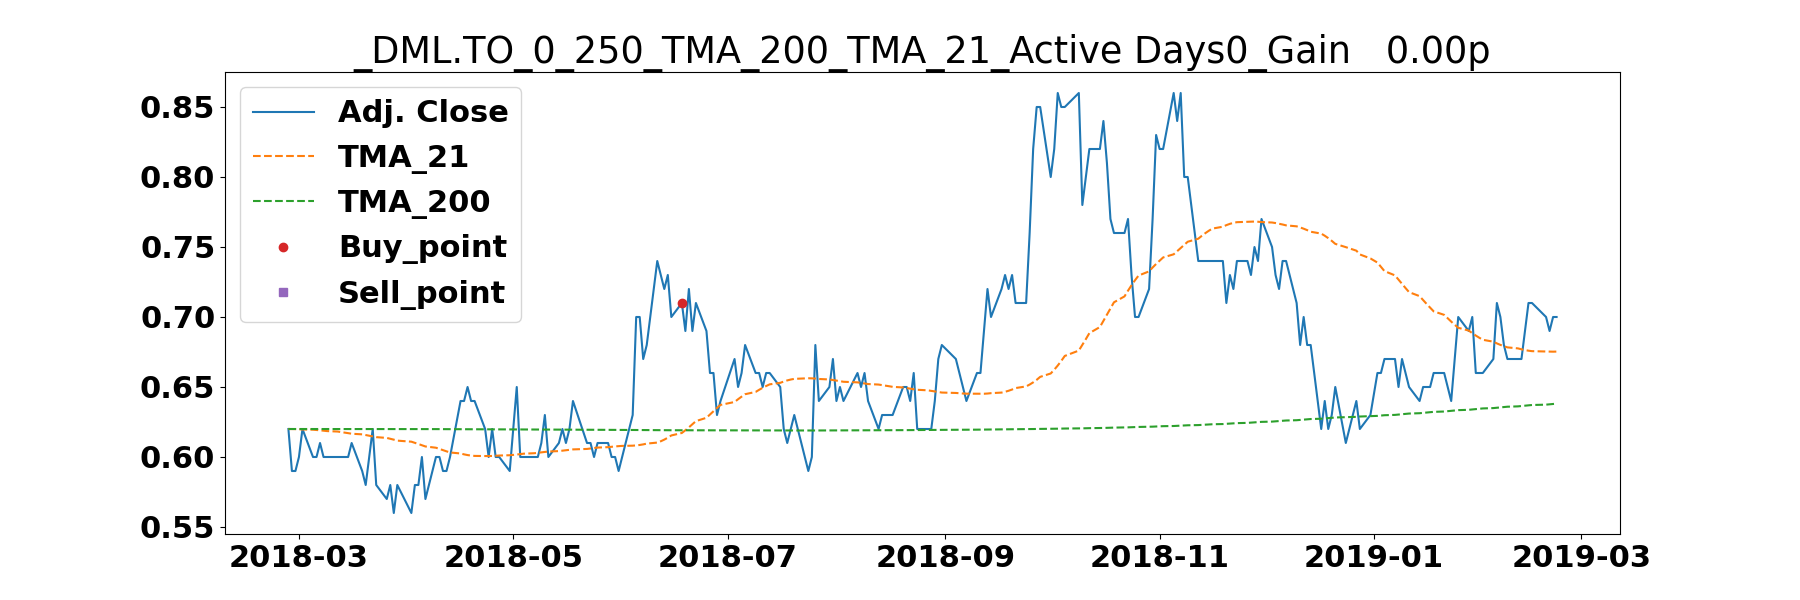 _DML.TO_0_250_TMA_200_TMA_21_Active Days0_Gain   0.00p
Adj. Close
TMA_21
TMA_200
Buy_point
Sell_point
0.85
0.80
0.75
0.70
0.65
0.60
0.55
2018-03 2018-05 2018-07 2018-09 2018-11 2019-01 2019-03